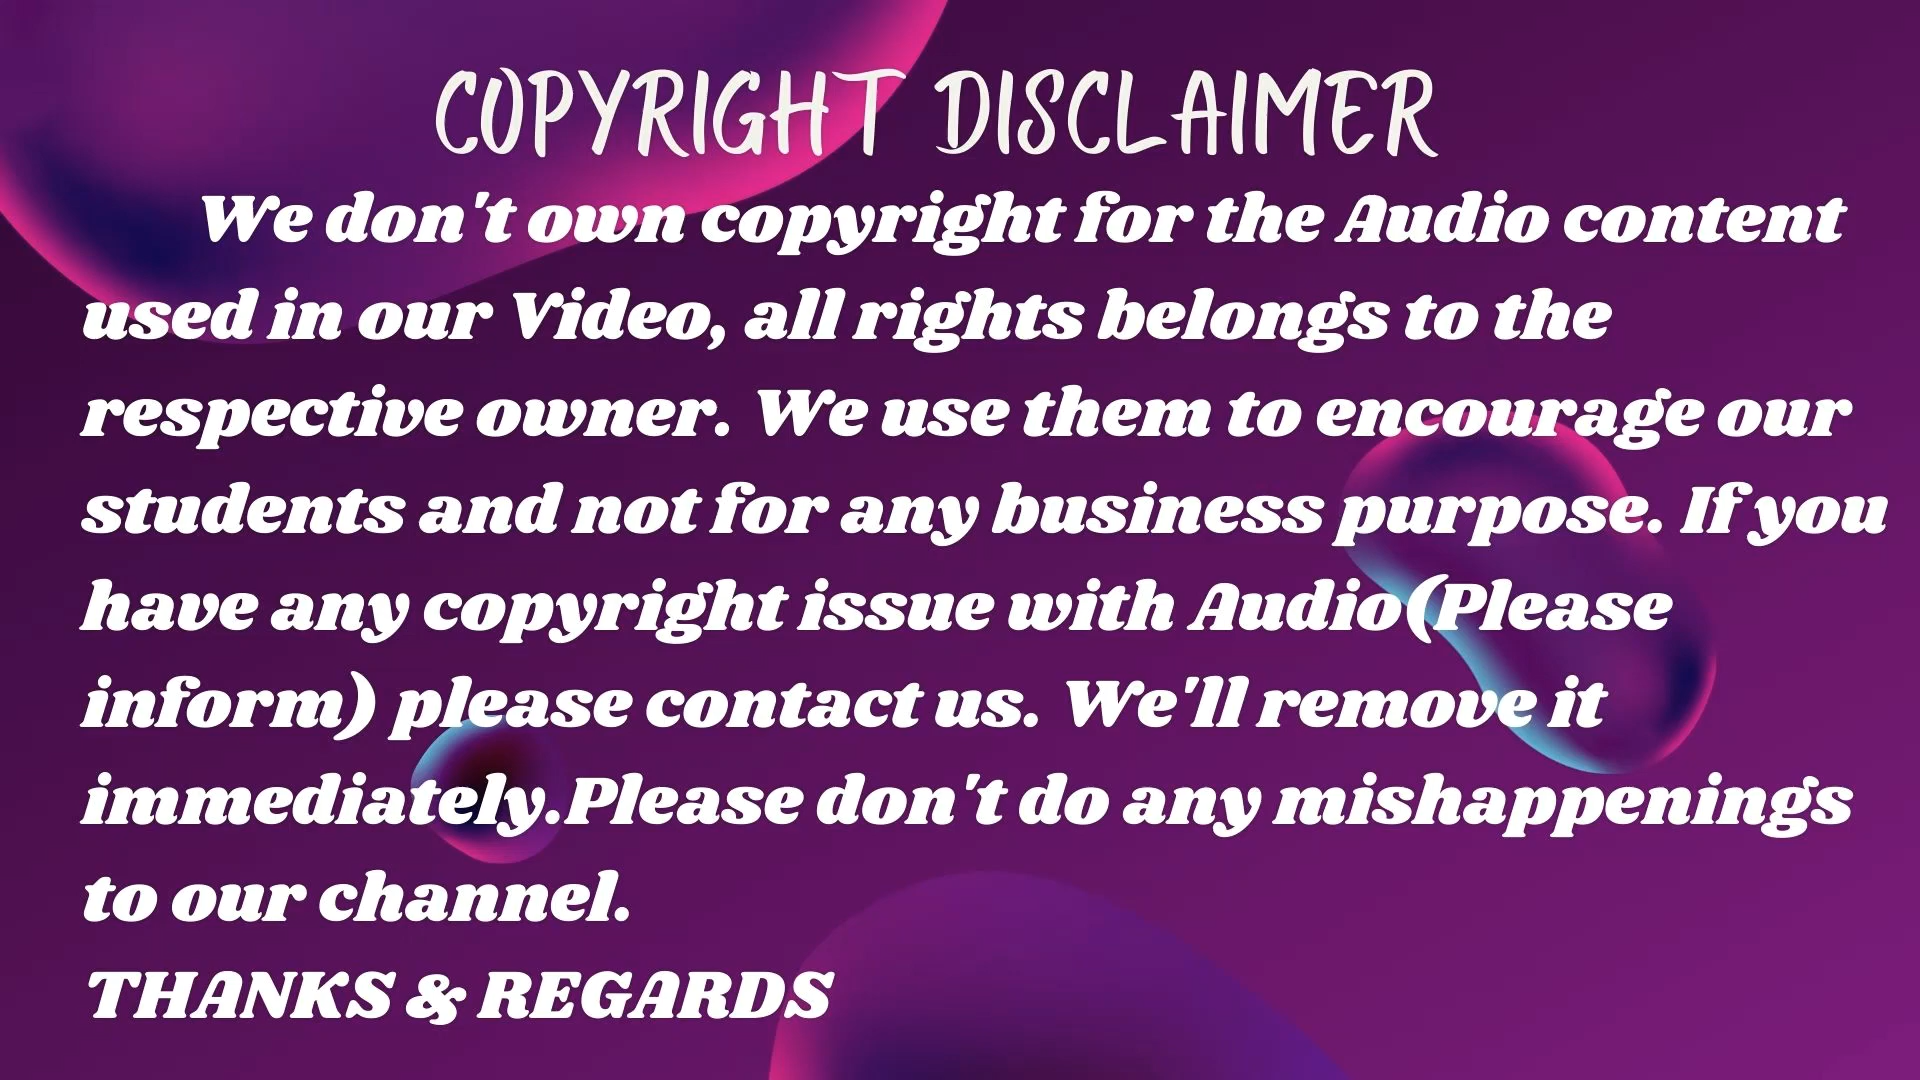 COPYRIGHT DISCLAIMER
We don't own copyright for the Audio content
used in our Video, all rights belongs to the
respective owner. We use them to encourage our
students and not for any business purpose. If you
have any copyright issue with Audio(Please
inform) please contact us. We'll remove it
immediately.Please don't do any mishappenings
to our channel.
THANKS & REGARDS